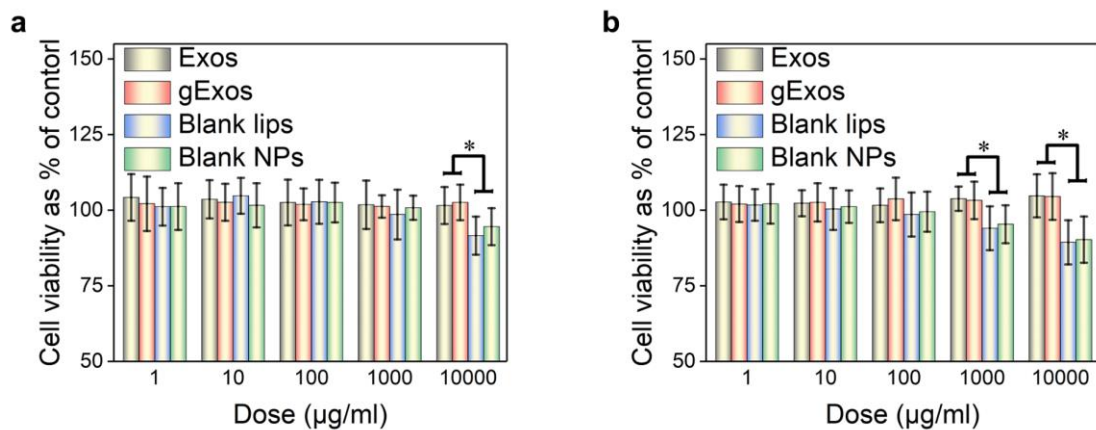 a
Cell viability as % of contorl
150
125
100
75
50
Exos
gExos
Blank lips
Blank NPs
*
1 10 100 1000 10000
Dose (µg/ml)
b
Cell viability as % of contorl
150
125
100
75
50
Exos
gExos
Blank lips
Blank NPs
* *
1 10 100 1000 10000
Dose (µg/ml)